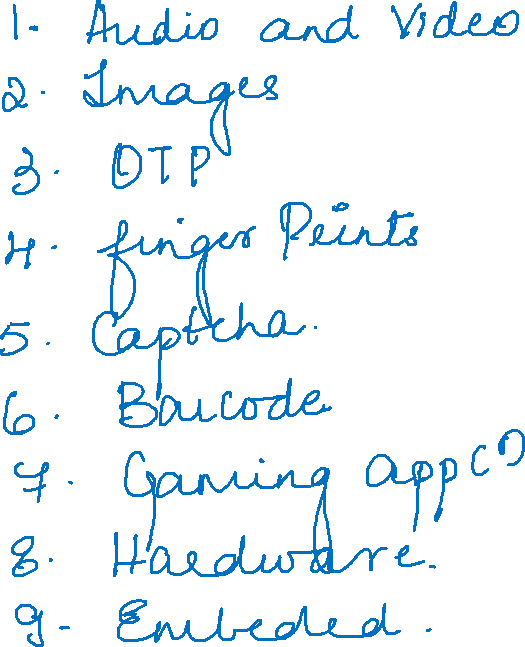 1- Audio and Video
2. Images
3. OTP
4. finger Prints
5. Captcha.
6. Barcode
7. Gaming app (?)
8. Hardware.
9- Embeded.